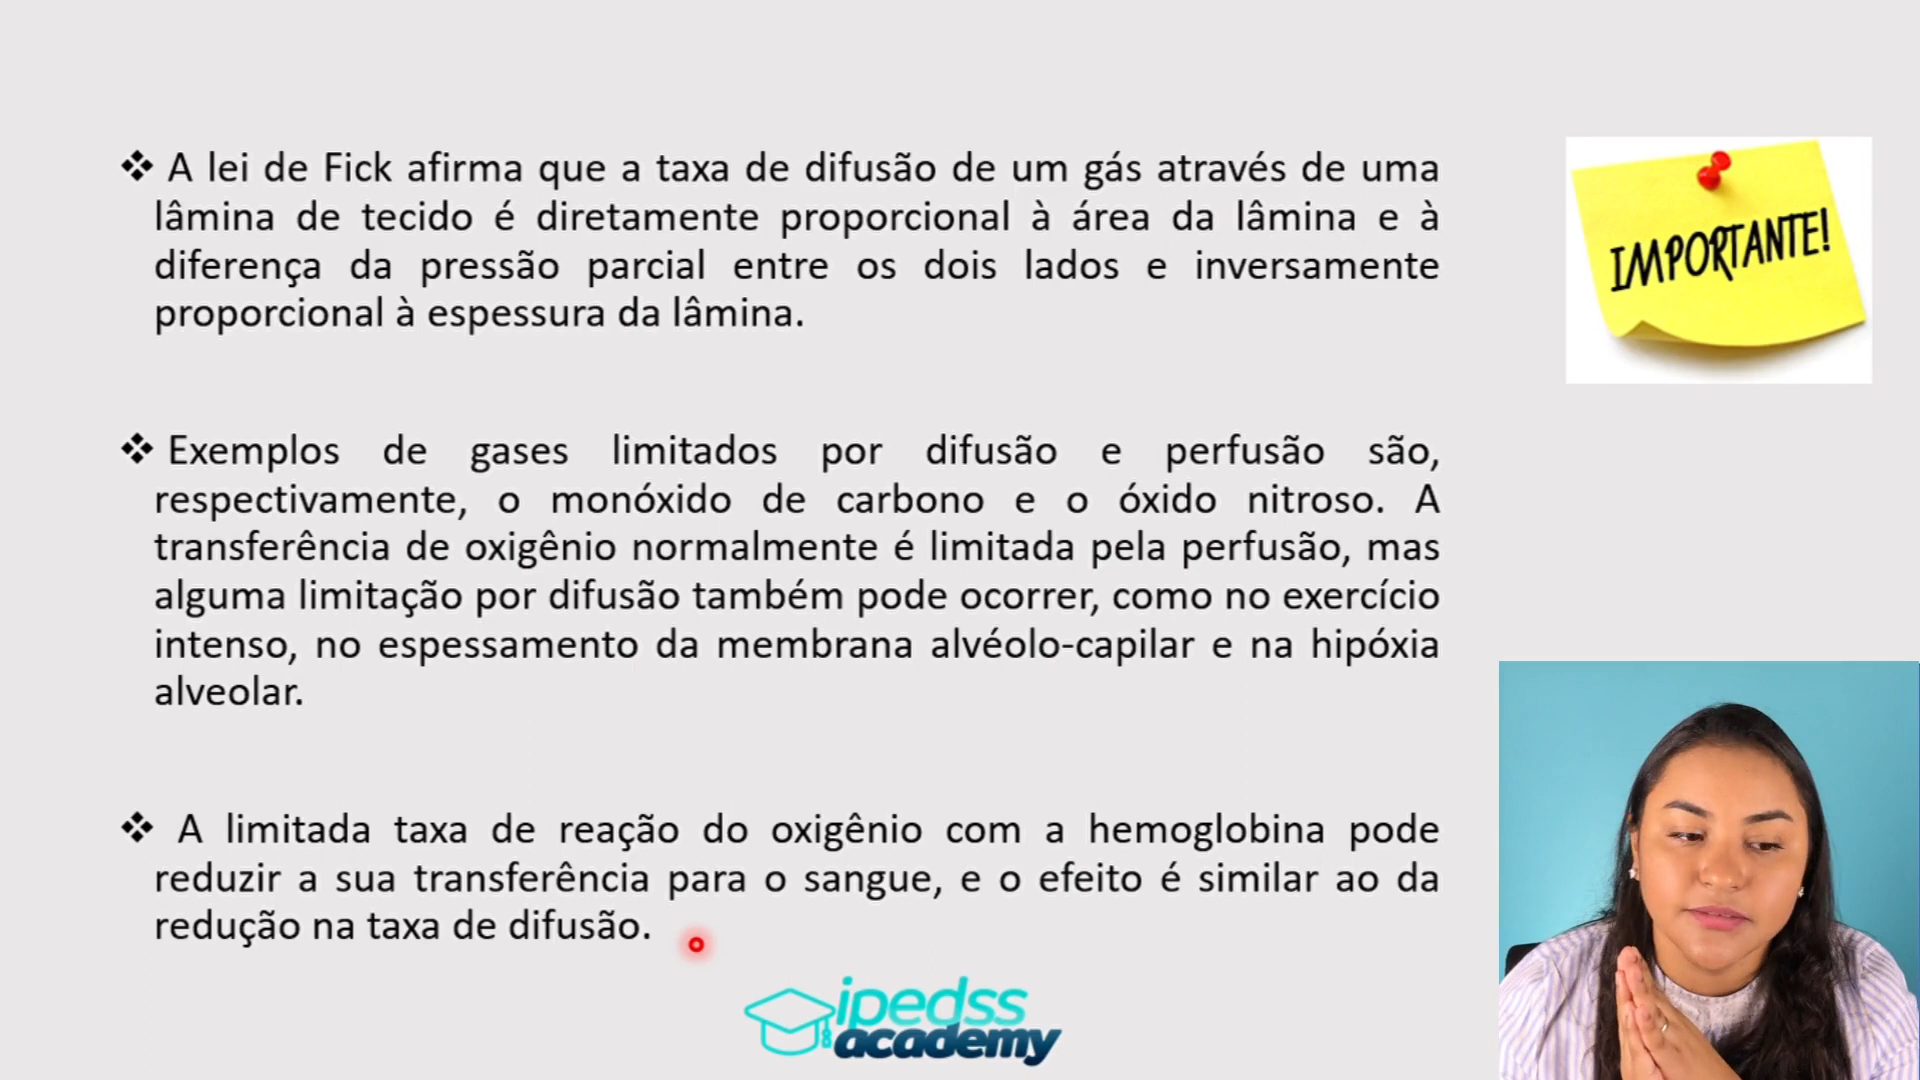 ❖ A lei de Fick afirma que a taxa de difusão de um gás através de uma
lâmina de tecido é diretamente proporcional à área da lâmina e à
diferença da pressão parcial entre os dois lados e inversamente
proporcional à espessura da lâmina.
IMPORTANTE!
❖ Exemplos de gases limitados por difusão e perfusão são,
respectivamente, o monóxido de carbono e o óxido nitroso. A
transferência de oxigênio normalmente é limitada pela perfusão, mas
alguma limitação por difusão também pode ocorrer, como no exercício
intenso, no espessamento da membrana alvéolo-capilar e na hipóxia
alveolar.
❖ A limitada taxa de reação do oxigênio com a hemoglobina pode
reduzir a sua transferência para o sangue, e o efeito é similar ao da
redução na taxa de difusão.
ipedss
academy